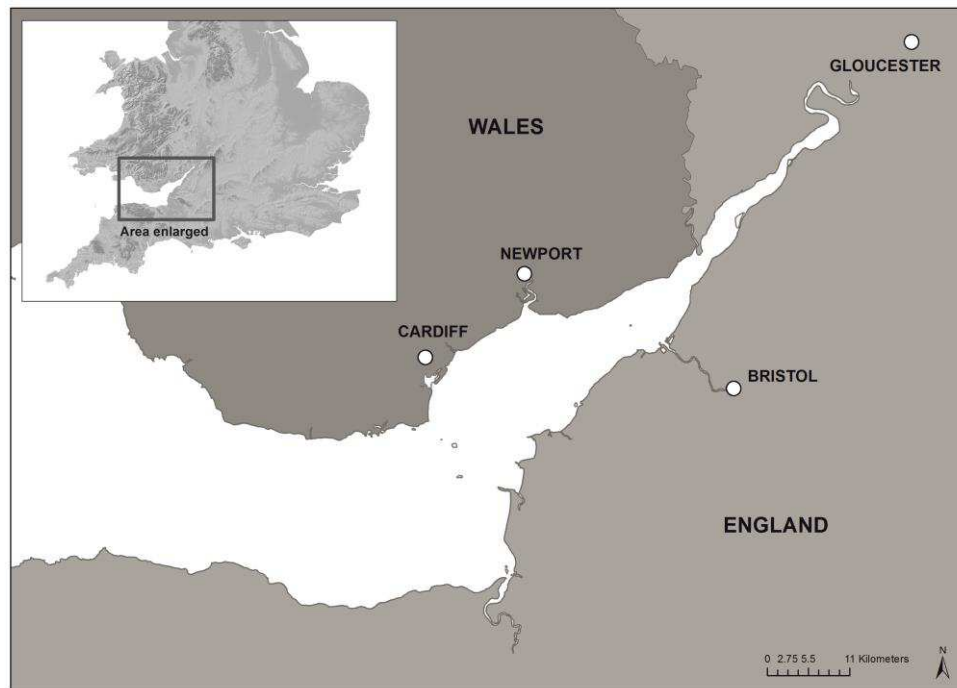 GLOUCESTER
WALES
Area enlarged
NEWPORT
CARDIFF
BRISTOL
ENGLAND
0 2.75 5.5 11 Kilometers
N